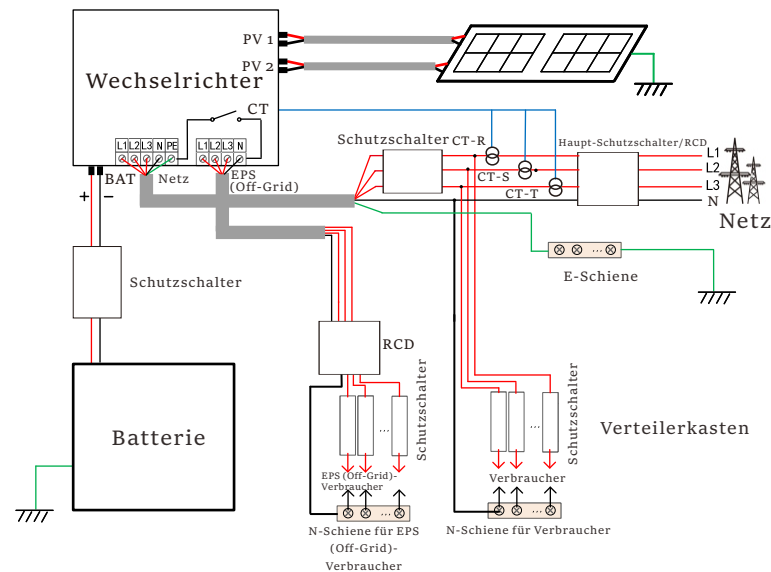 PV 1
PV 2
Wechselrichter
CT
L1 L2 L3 N PE
L1 L2 L3 N
BAT
Netz
EPS
(Off-Grid)
+
−
Schutzschalter
CT-R
CT-S
CT-T
Haupt-Schutzschalter/RCD
L1
L2
L3
N
Netz
E-Schiene
Schutzschalter
RCD
Batterie
...
Schutzschalter
...
Schutzschalter
Verteilerkasten
EPS (Off-Grid)-
Verbraucher
Verbraucher
...
...
N-Schiene für EPS
(Off-Grid)-
Verbraucher
N-Schiene für Verbraucher